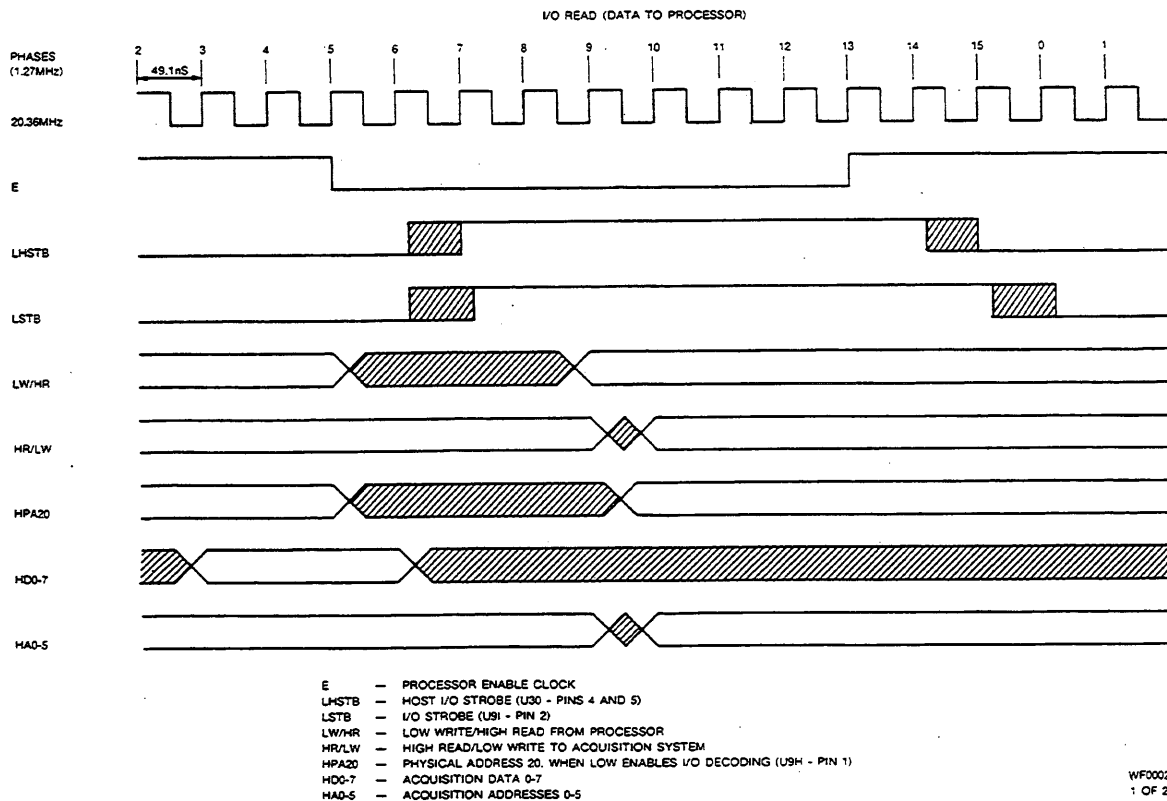 I/O READ (DATA TO PROCESSOR)
PHASES
(1.27MHz)
2 3 4 5 6 7 8 9 10 11 12 13 14 15 0 1
49.1nS
20.36MHz
E
LHSTB
LSTB
LW/HR
HR/LW
HPA20
HD0-7
HA0-5
E — PROCESSOR ENABLE CLOCK
LHSTB — HOST I/O STROBE (U30 - PINS 4 AND 5)
LSTB — I/O STROBE (U9I - PIN 2)
LW/HR — LOW WRITE/HIGH READ FROM PROCESSOR
HR/LW — HIGH READ/LOW WRITE TO ACQUISITION SYSTEM
HPA20 — PHYSICAL ADDRESS 20. WHEN LOW ENABLES I/O DECODING (U9H - PIN 1)
HD0-7 — ACQUISITION DATA 0-7
HA0-5 — ACQUISITION ADDRESSES 0-5
WF0002
1 OF 2